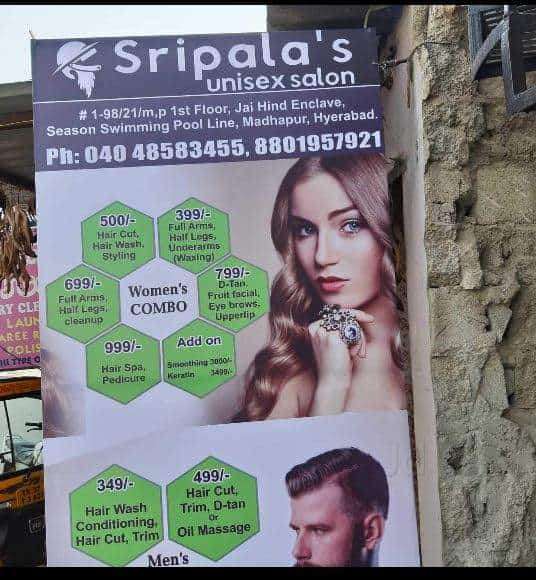 Sripala's
unisex salon
# 1-98/21/m,p 1st Floor, Jai Hind Enclave,
Season Swimming Pool Line, Madhapur, Hyerabad.
Ph: 040 48583455, 8801957921
500/-
Hair Cut,
Hair Wash,
Styling
399/-
Full Arms,
Half Legs,
Underarms
(Waxing)
699/-
Full Arms,
Half Legs,
cleanup
Women's
COMBO
799/-
D-Tan,
Fruit facial,
Eye brows,
Upperlip
999/-
Hair Spa,
Pedicure
Add on
Smoothing 3000/-
Keratin 3499/-
349/-
Hair Wash
Conditioning,
Hair Cut, Trim
499/-
Hair Cut,
Trim, D-tan
Or
Oil Massage
Men's